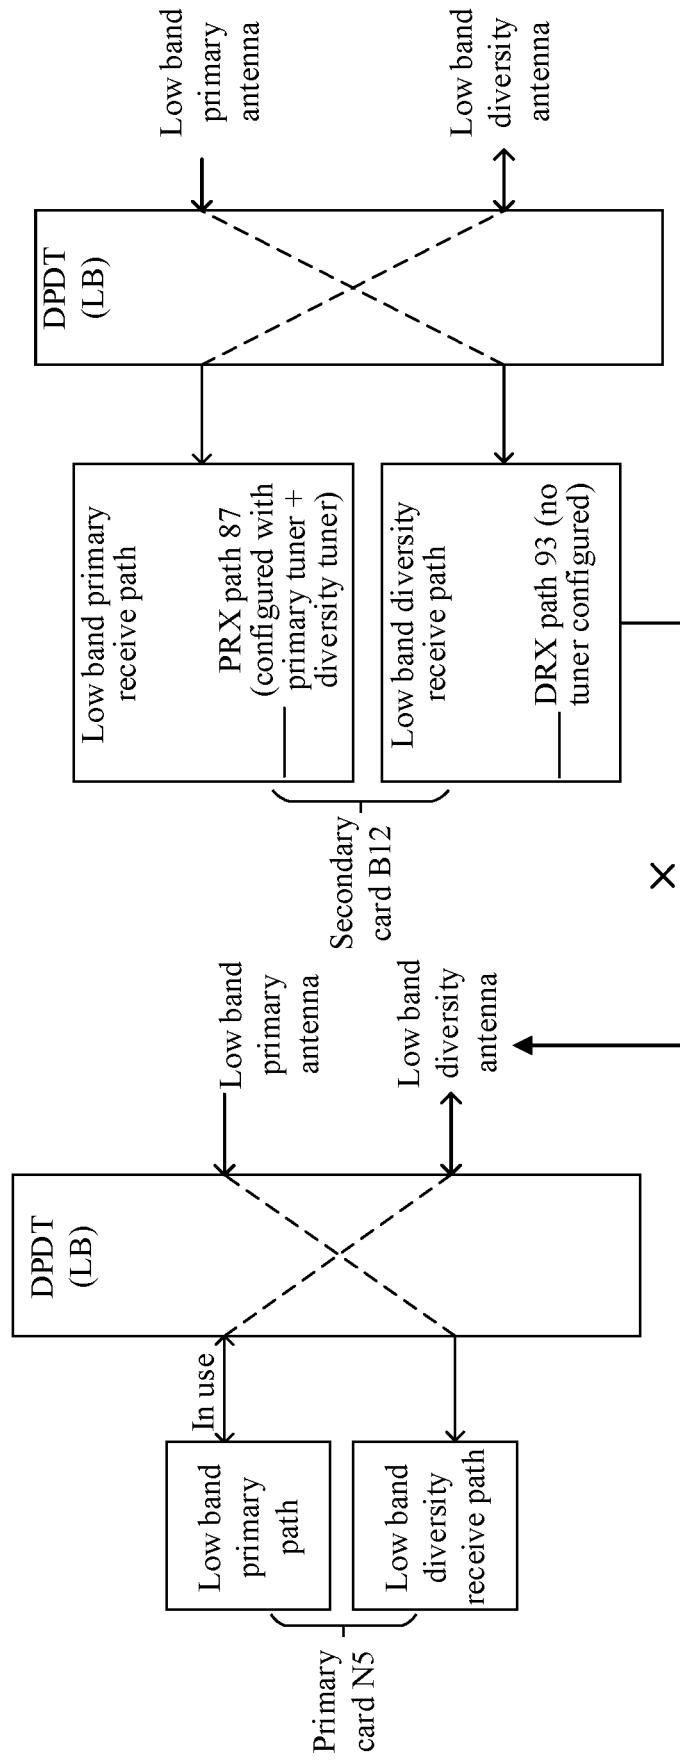 Primary
card N5
Low band
primary
path
Low band
diversity
receive path
In use
DPDT
(LB)
Low band
primary
antenna
Low band
diversity
antenna
Secondary
card B12
Low band primary
receive path
PRX path 87
(configured with
primary tuner +
diversity tuner)
Low band diversity
receive path
DRX path 93 (no
tuner configured)
DPDT
(LB)
Low band
primary
antenna
Low band
diversity
antenna